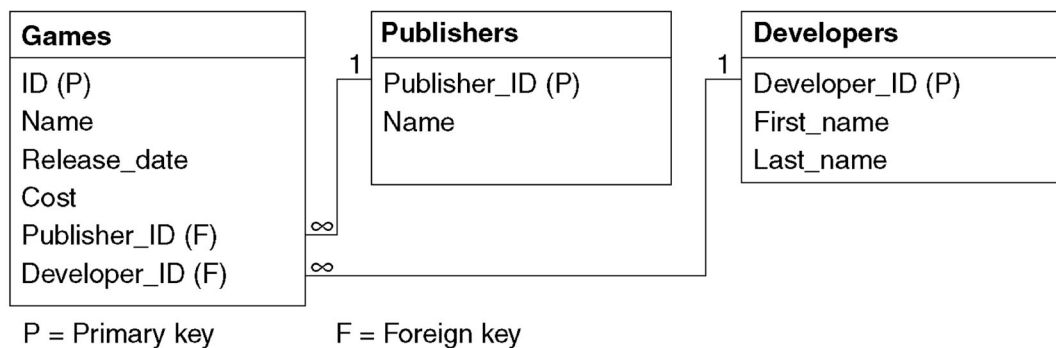 Games
ID (P)
Name
Release_date
Cost
Publisher_ID (F)
Developer_ID (F)
1
∞
∞
Publishers
Publisher_ID (P)
Name
1
Developers
Developer_ID (P)
First_name
Last_name
P = Primary key
F = Foreign key